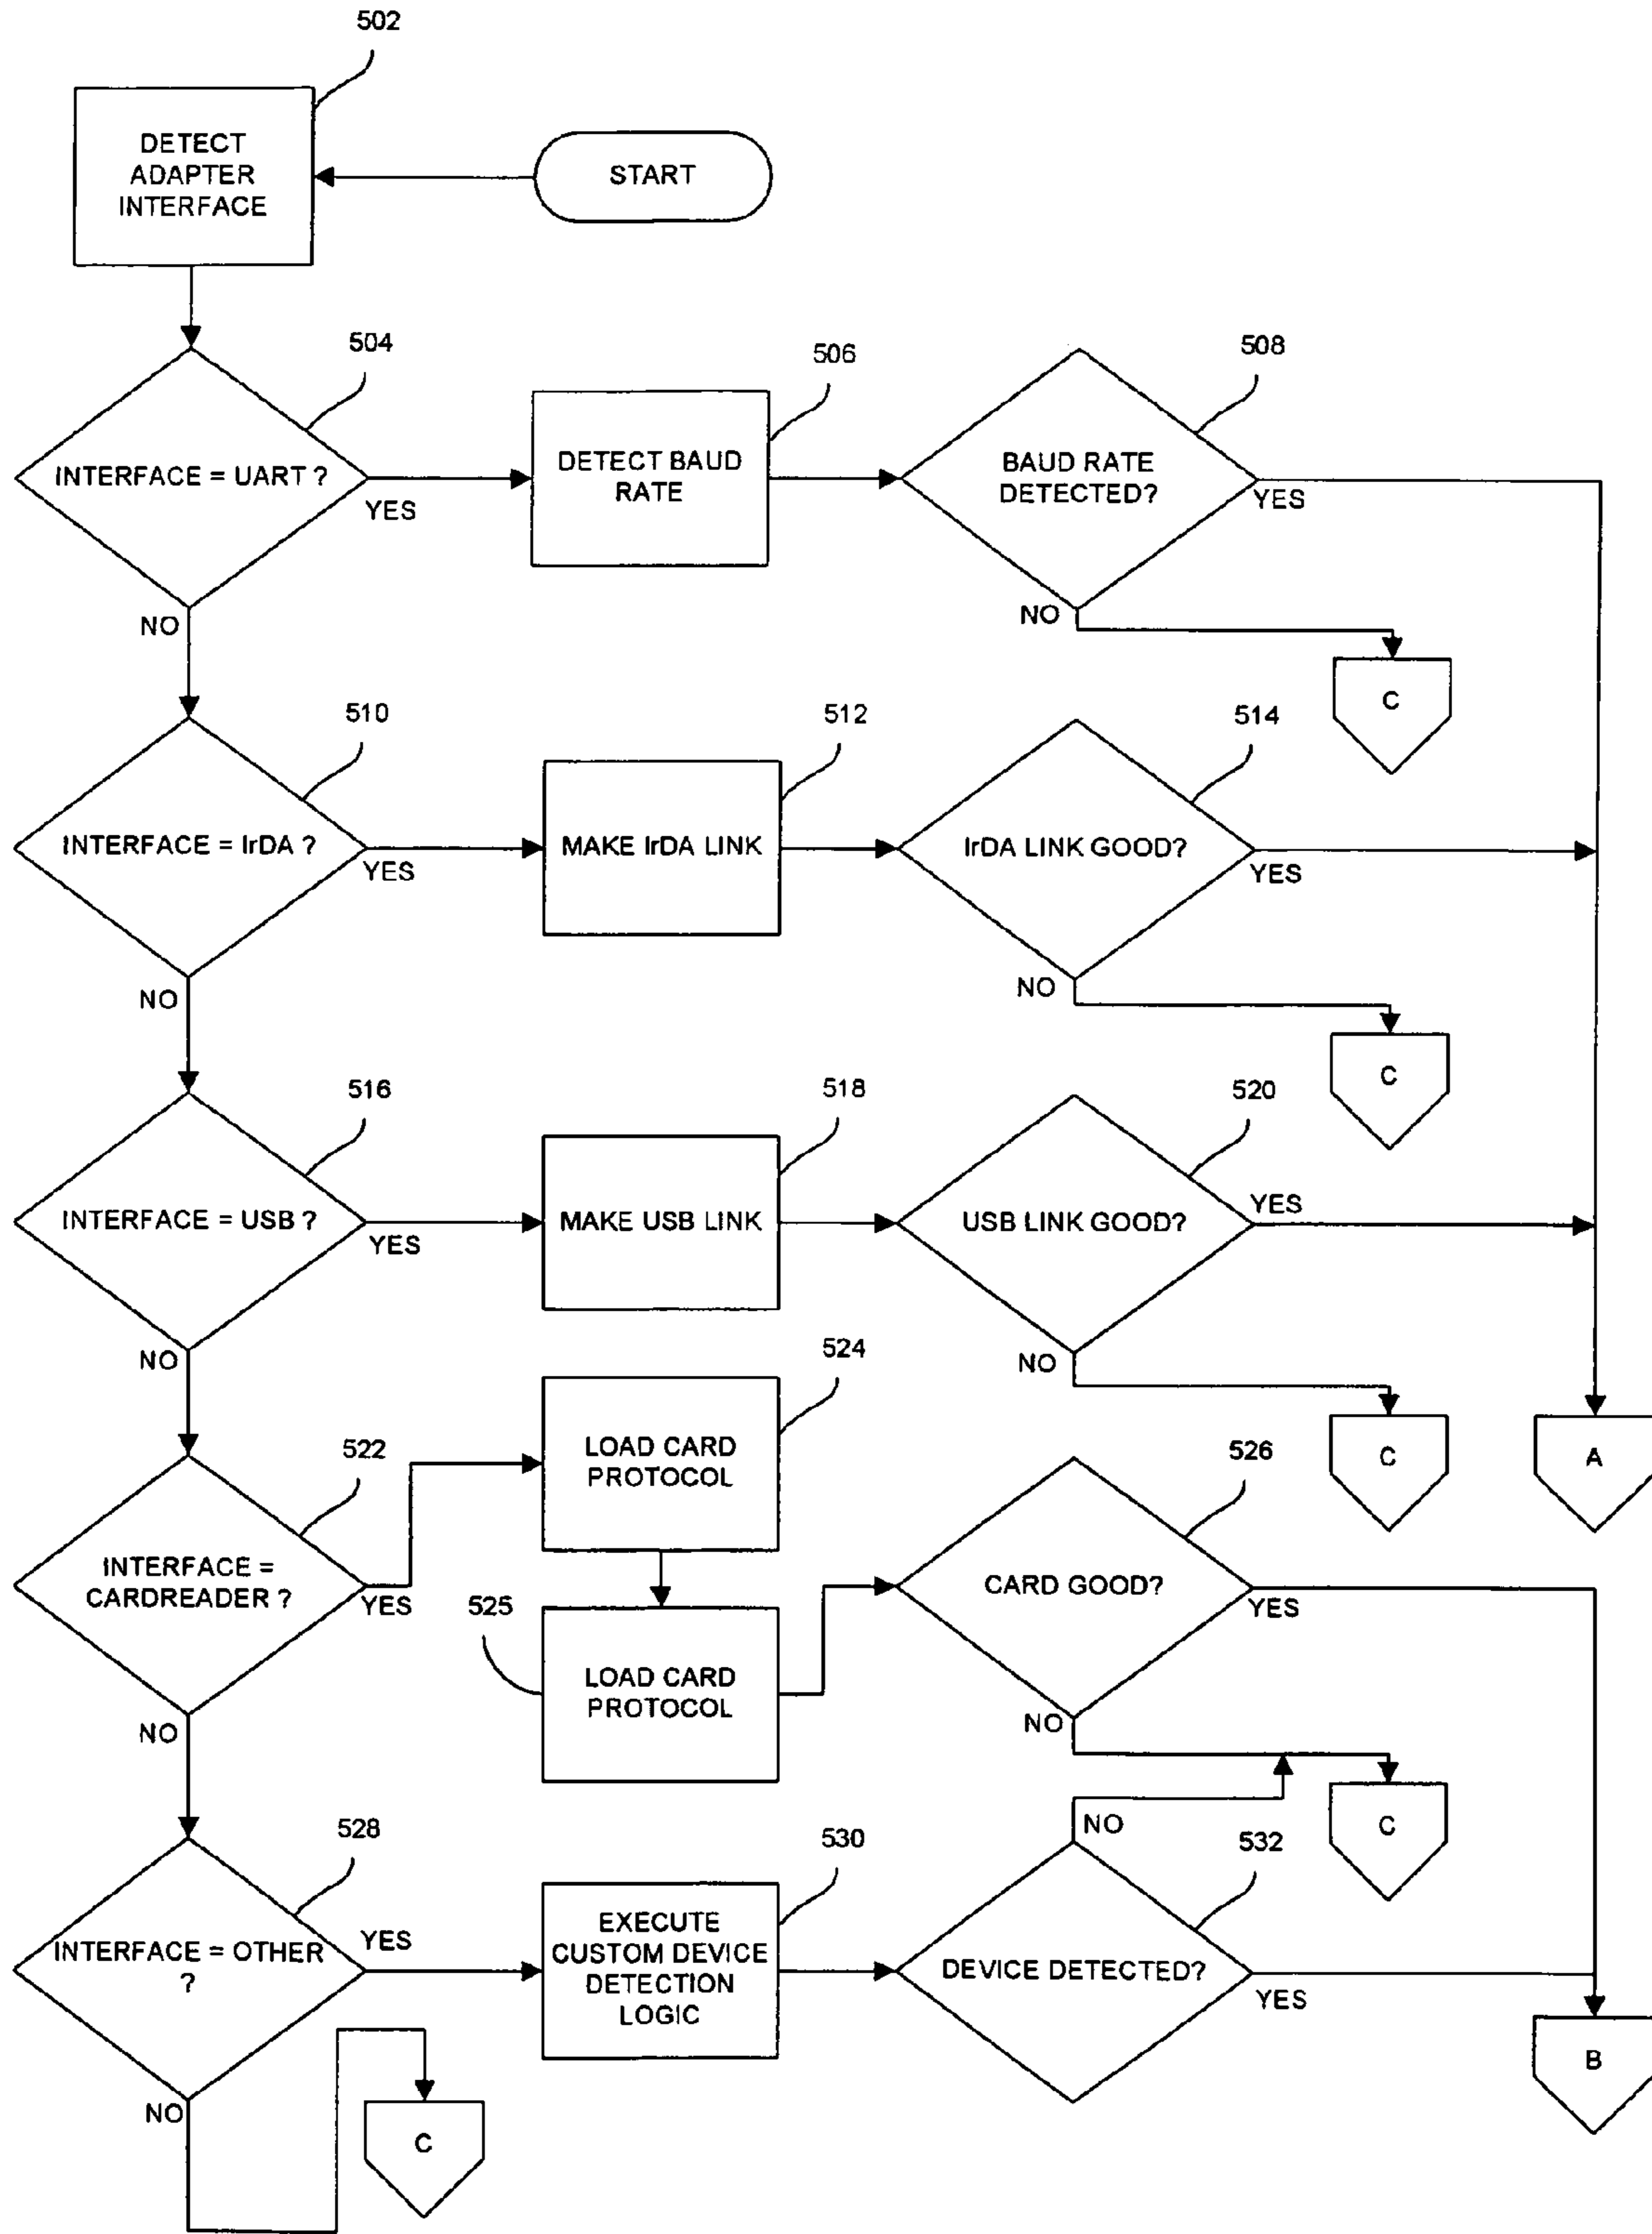 502
DETECT
ADAPTER
INTERFACE
START
504
INTERFACE = UART ?
YES
NO
506
DETECT BAUD
RATE
508
BAUD RATE
DETECTED?
YES
NO
C
510
INTERFACE = IrDA ?
YES
NO
512
MAKE IrDA LINK
514
IrDA LINK GOOD?
YES
NO
C
516
INTERFACE = USB ?
YES
NO
518
MAKE USB LINK
520
USB LINK GOOD?
YES
NO
C
A
522
INTERFACE =
CARDREADER ?
YES
NO
524
LOAD CARD
PROTOCOL
525
LOAD CARD
PROTOCOL
526
CARD GOOD?
YES
NO
C
528
INTERFACE = OTHER
?
YES
NO
C
530
EXECUTE
CUSTOM DEVICE
DETECTION
LOGIC
532
DEVICE DETECTED?
NO
YES
B